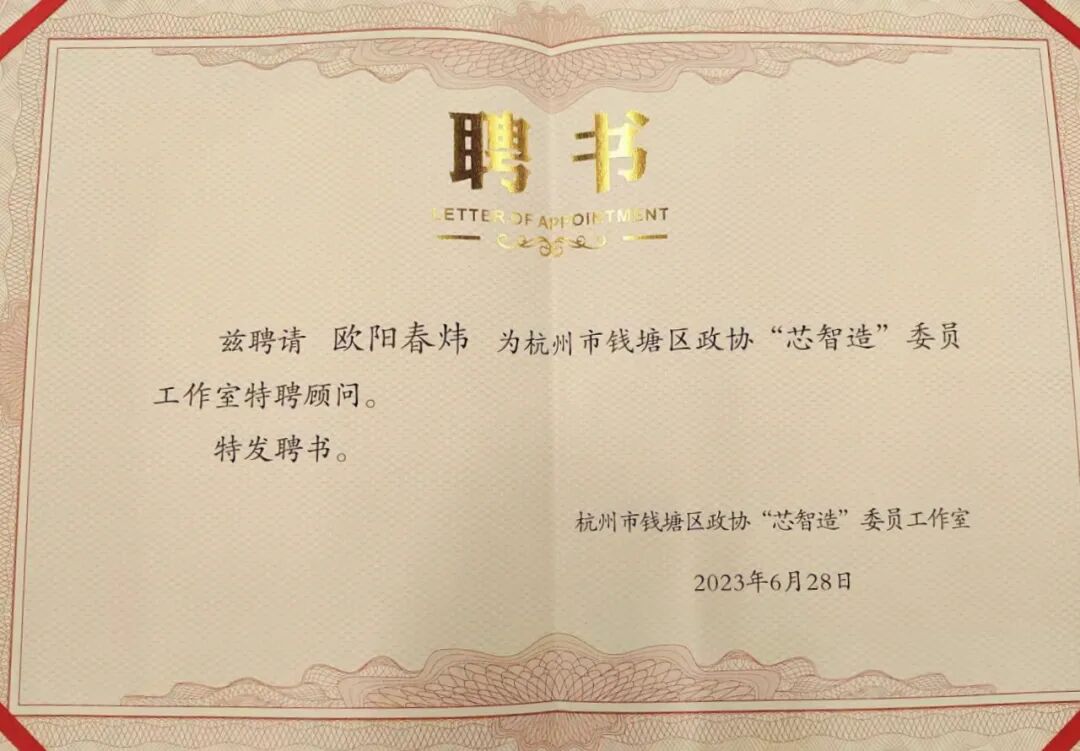 聘书
LETTER OF APPOINTMENT
兹聘请 欧阳春炜 为杭州市钱塘区政协“芯智造”委员
工作室特聘顾问。
特发聘书。
杭州市钱塘区政协“芯智造”委员工作室
2023年6月28日